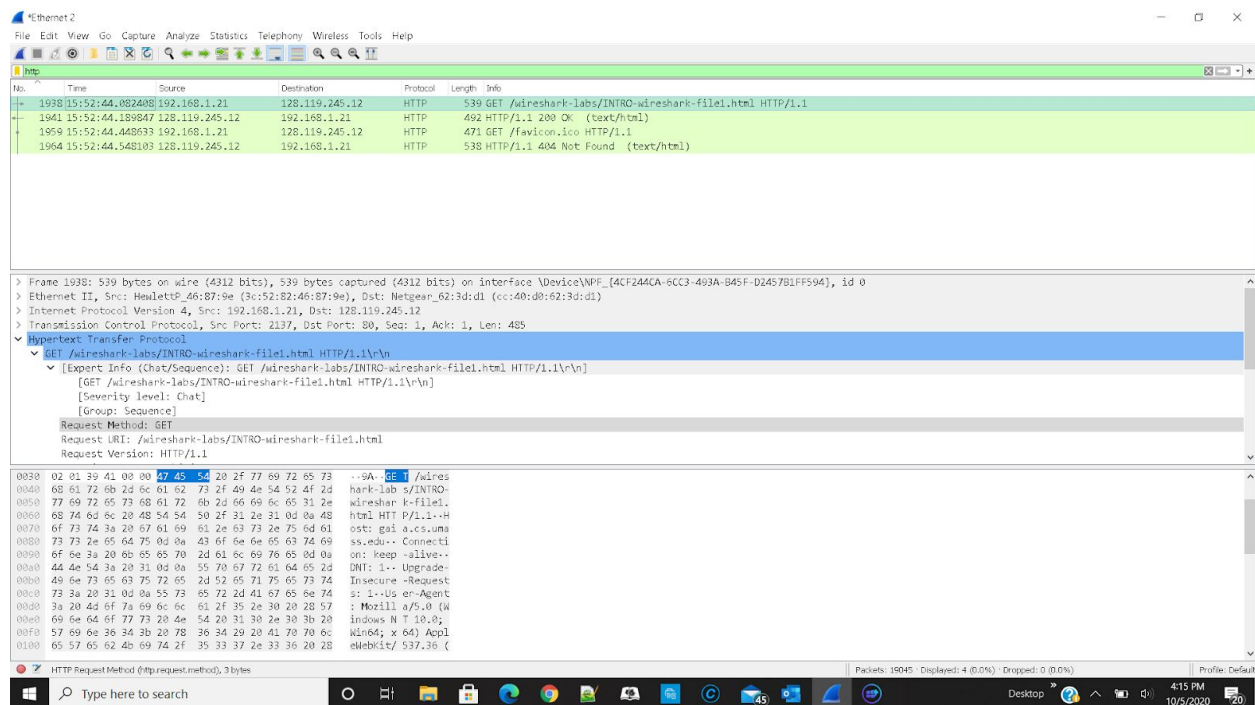 *Ethernet 2
File Edit View Go Capture Analyze Statistics Telephony Wireless Tools Help
http
No. Time Source Destination Protocol Length Info
1938 15:52:44.082408 192.168.1.21 128.119.245.12 HTTP 539 GET /wireshark-labs/INTRO-wireshark-file1.html HTTP/1.1
1941 15:52:44.189847 128.119.245.12 192.168.1.21 HTTP 492 HTTP/1.1 200 OK (text/html)
1959 15:52:44.448633 192.168.1.21 128.119.245.12 HTTP 471 GET /favicon.ico HTTP/1.1
1964 15:52:44.548103 128.119.245.12 192.168.1.21 HTTP 538 HTTP/1.1 404 Not Found (text/html)
> Frame 1938: 539 bytes on wire (4312 bits), 539 bytes captured (4312 bits) on interface \Device\NPF_{4CF244CA-6CC3-493A-B45F-D2457B1FF594}, id 0
> Ethernet II, Src: HewlettP_46:87:9e (3c:52:82:46:87:9e), Dst: Netgear_62:3d:d1 (cc:40:d0:62:3d:d1)
> Internet Protocol Version 4, Src: 192.168.1.21, Dst: 128.119.245.12
> Transmission Control Protocol, Src Port: 2137, Dst Port: 80, Seq: 1, Ack: 1, Len: 485
Hypertext Transfer Protocol
GET /wireshark-labs/INTRO-wireshark-file1.html HTTP/1.1\r\n
[Expert Info (Chat/Sequence): GET /wireshark-labs/INTRO-wireshark-file1.html HTTP/1.1\r\n]
[GET /wireshark-labs/INTRO-wireshark-file1.html HTTP/1.1\r\n]
[Severity level: Chat]
[Group: Sequence]
Request Method: GET
Request URI: /wireshark-labs/INTRO-wireshark-file1.html
Request Version: HTTP/1.1
0030 02 01 39 41 00 00 47 45 54 20 2f 77 69 72 65 73 ··9A··GE T /wires
0040 68 61 72 6b 2d 6c 61 62 73 2f 49 4e 54 52 4f 2d hark-lab s/INTRO-
0050 77 69 72 65 73 68 61 72 6b 2d 66 69 6c 65 31 2e wireshar k-file1.
0060 68 74 6d 6c 20 48 54 54 50 2f 31 2e 31 0d 0a 48 html HTT P/1.1··H
0070 6f 73 74 3a 20 67 61 69 61 2e 63 73 2e 75 6d 61 ost: gai a.cs.uma
0080 73 73 2e 65 64 75 0d 0a 43 6f 6e 6e 65 63 74 69 ss.edu·· Connecti
0090 6f 6e 3a 20 6b 65 65 70 2d 61 6c 69 76 65 0d 0a on: keep -alive··
00a0 44 4e 54 3a 20 31 0d 0a 55 70 67 72 61 64 65 2d DNT: 1·· Upgrade-
00b0 49 6e 73 65 63 75 72 65 2d 52 65 71 75 65 73 74 Insecure -Request
00c0 73 3a 20 31 0d 0a 55 73 65 72 2d 41 67 65 6e 74 s: 1··Us er-Agent
00d0 3a 20 4d 6f 7a 69 6c 6c 61 2f 35 2e 30 20 28 57 : Mozill a/5.0 (W
00e0 69 6e 64 6f 77 73 20 4e 54 20 31 30 2e 30 3b 20 indows N T 10.0;
00f0 57 69 6e 36 34 3b 20 78 36 34 29 20 41 70 70 6c Win64; x 64) Appl
0100 65 57 65 62 4b 69 74 2f 35 33 37 2e 33 36 20 28 eWebKit/ 537.36 (
HTTP Request Method (http.request.method), 3 bytes Packets: 19045 · Displayed: 4 (0.0%) · Dropped: 0 (0.0%) Profile: Default
Type here to search 45 Desktop 4:15 PM
10/5/2020 20